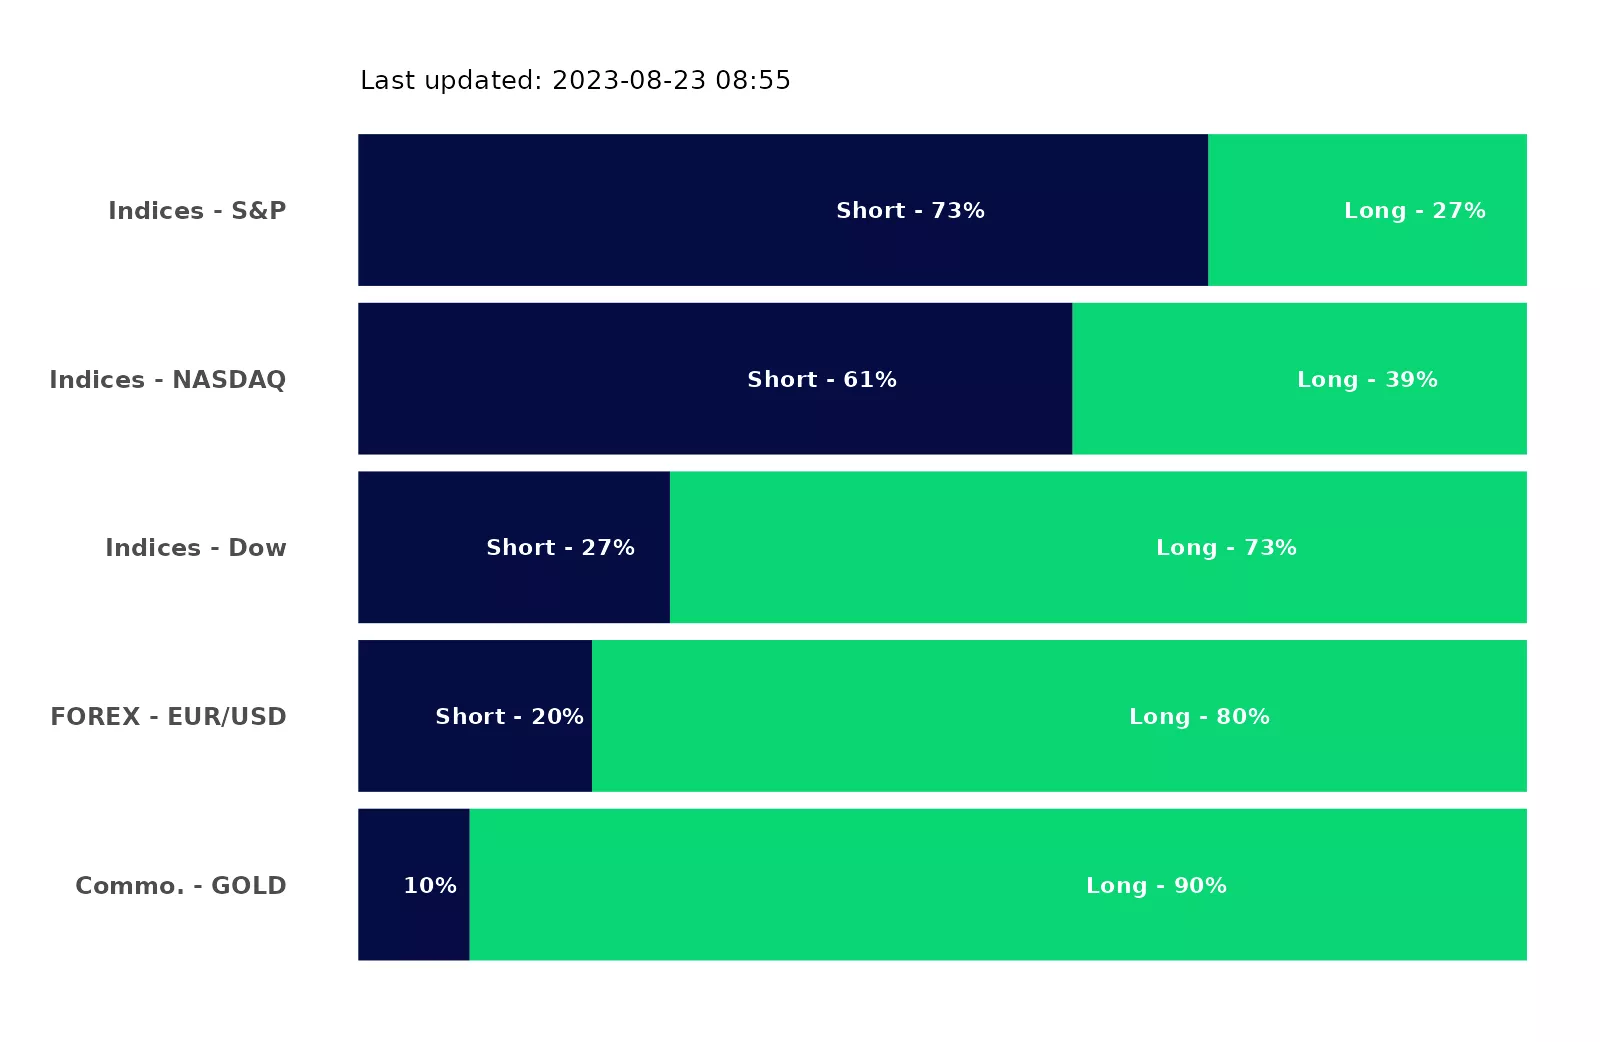 Last updated: 2023-08-23 08:55
Indices - S&P Short - 73% Long - 27%
Indices - NASDAQ Short - 61% Long - 39%
Indices - Dow Short - 27% Long - 73%
FOREX - EUR/USD Short - 20% Long - 80%
Commo. - GOLD 10% Long - 90%